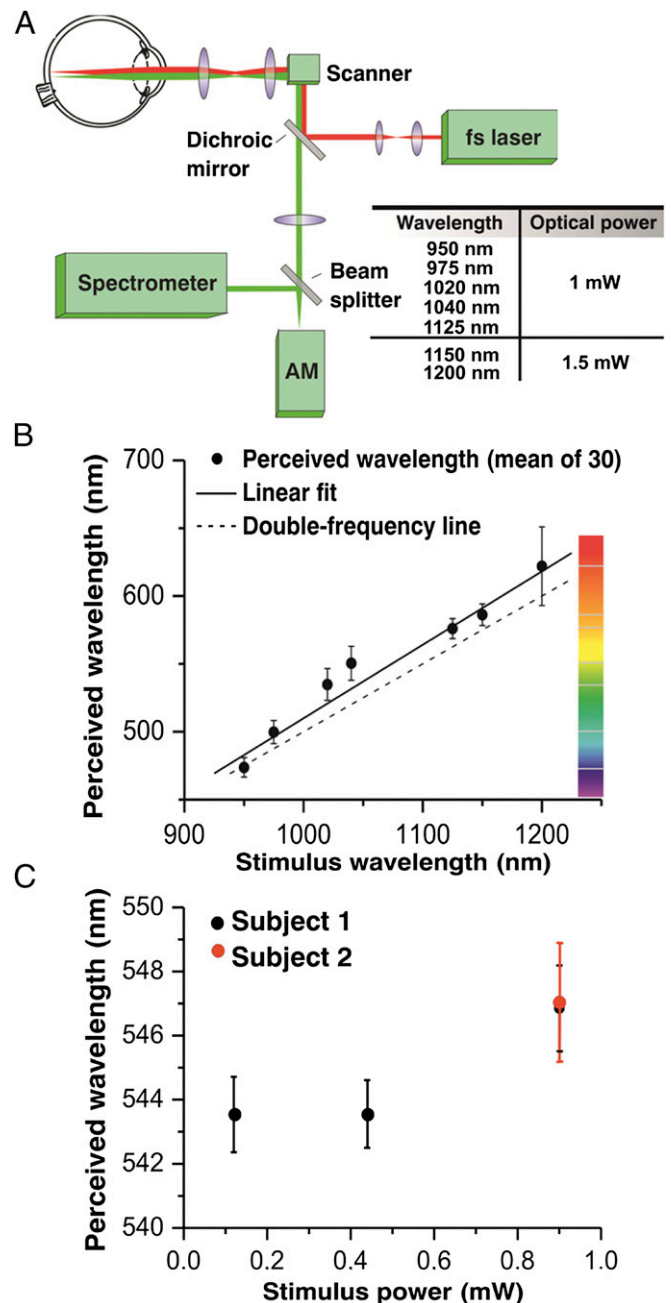 A
Scanner
Dichroic
mirror
fs laser
Wavelength Optical power
950 nm
975 nm
1020 nm
1040 nm
1125 nm
1 mW
1150 nm
1200 nm
1.5 mW
Spectrometer
Beam
splitter
AM
B
Perceived wavelength (nm)
700
600
500
Perceived wavelength (mean of 30)
Linear fit
Double-frequency line
900 1000 1100 1200
Stimulus wavelength (nm)
C
Perceived wavelength (nm)
550
548
546
544
542
540
Subject 1
Subject 2
0.0 0.2 0.4 0.6 0.8 1.0
Stimulus power (mW)